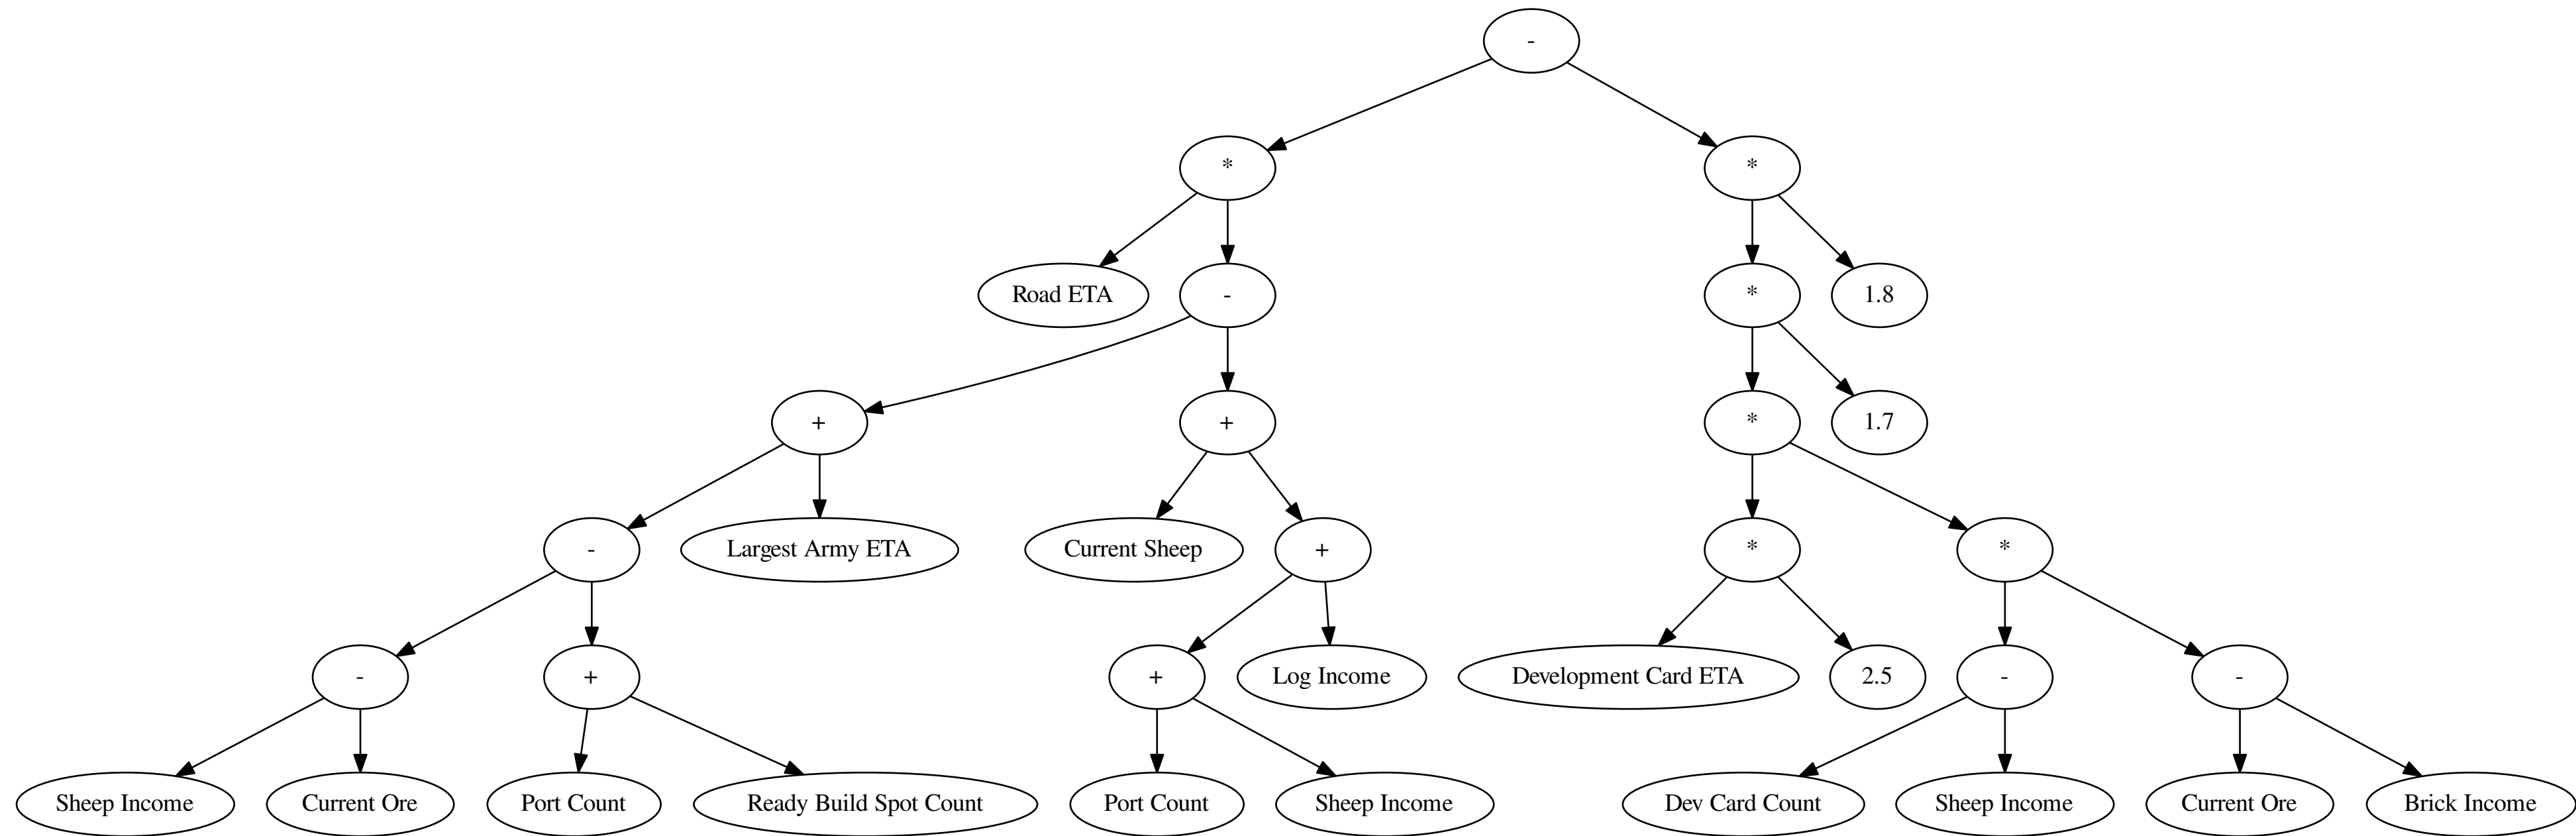 -
* *
Road ETA - * 1.8
+ + * 1.7
- Largest Army ETA Current Sheep + * *
- + + Log Income Development Card ETA 2.5 - -
Sheep Income Current Ore Port Count Ready Build Spot Count Port Count Sheep Income Dev Card Count Sheep Income Current Ore Brick Income